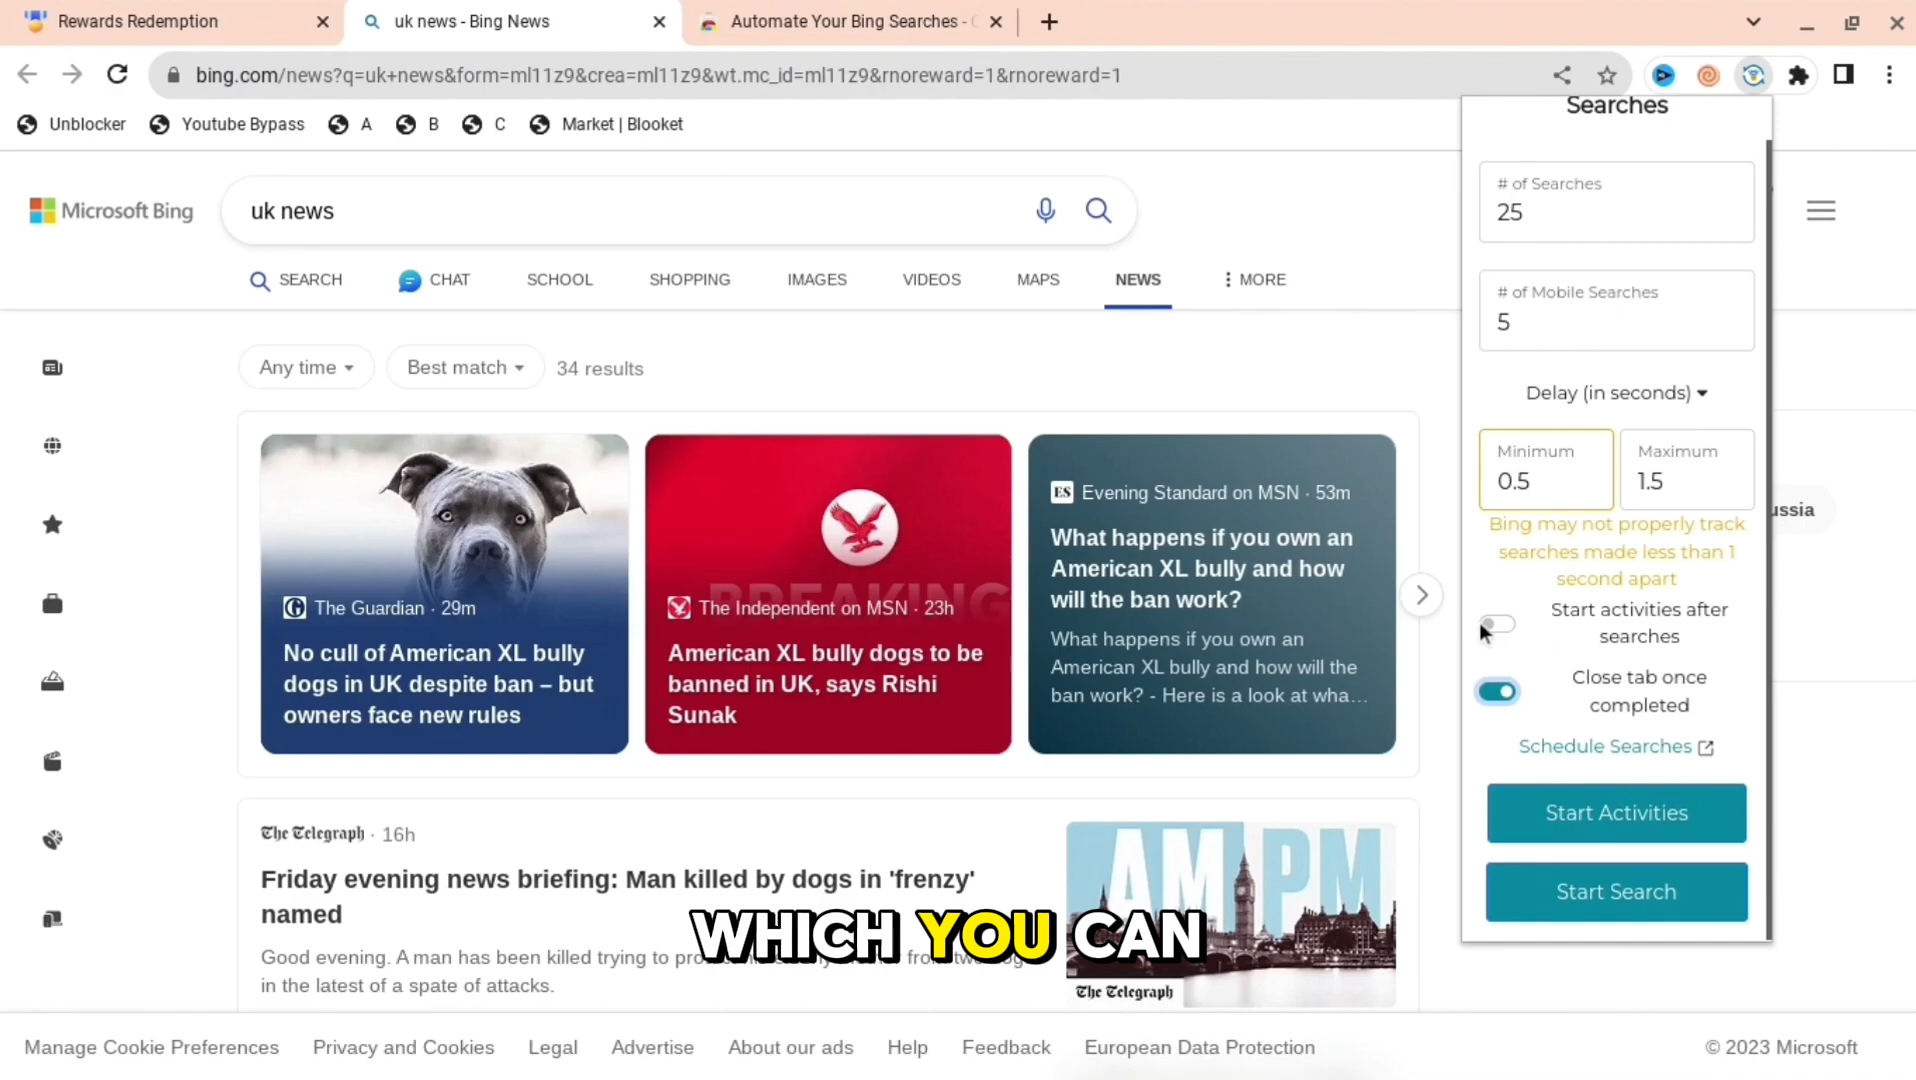 Rewards Redemption
uk news - Bing News
Automate Your Bing Searches -
bing.com/news?q=uk+news&form=ml11z9&crea=ml11z9&wt.mc_id=ml11z9&rnoreward=1&rnoreward=1
Unblocker
Youtube Bypass
A
B
C
Market | Blooket
Microsoft Bing
uk news
SEARCH
CHAT
SCHOOL
SHOPPING
IMAGES
VIDEOS
MAPS
NEWS
MORE
Any time
Best match
34 results
The Guardian · 29m
No cull of American XL bully
dogs in UK despite ban – but
owners face new rules
BREAKING
The Independent on MSN · 23h
American XL bully dogs to be
banned in UK, says Rishi
Sunak
ES Evening Standard on MSN · 53m
What happens if you own an
American XL bully and how
will the ban work?
What happens if you own an
American XL bully and how will the
ban work? - Here is a look at wha…
ussia
The Telegraph · 16h
Friday evening news briefing: Man killed by dogs in 'frenzy'
named
Good evening. A man has been killed trying to
in the latest of a spate of attacks.
AM PM
The Telegraph
WHICH YOU CAN
Searches
# of Searches
25
# of Mobile Searches
5
Delay (in seconds)
Minimum
0.5
Maximum
1.5
Bing may not properly track
searches made less than 1
second apart
Start activities after
searches
Close tab once
completed
Schedule Searches
Start Activities
Start Search
Manage Cookie Preferences
Privacy and Cookies
Legal
Advertise
About our ads
Help
Feedback
European Data Protection
© 2023 Microsoft